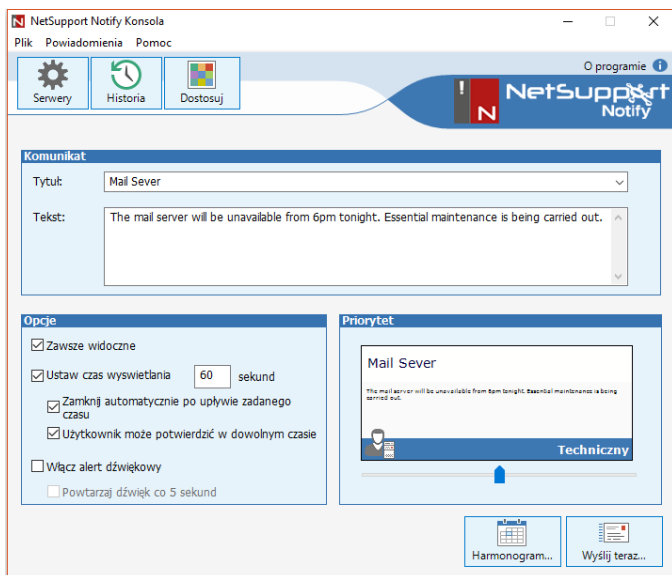 NetSupport Notify Konsola
Plik Powiadomienia Pomoc
Serwery
Historia
Dostosuj
O programie
NetSupport
Notify
Komunikat
Tytuł:
Mail Sever
Tekst:
The mail server will be unavailable from 6pm tonight. Essential maintenance is being carried out.
Opcje
Zawsze widoczne
Ustaw czas wyswietlania 60 sekund
Zamknij automatycznie po upływie zadanego
czasu
Użytkownik może potwierdzić w dowolnym czasie
Włącz alert dźwiękowy
Powtarzaj dźwięk co 5 sekund
Priorytet
Mail Sever
The mail server will be unavailable from 6pm tonight. Essential maintenance is being
carried out.
Techniczny
Harmonogram...
Wyślij teraz...